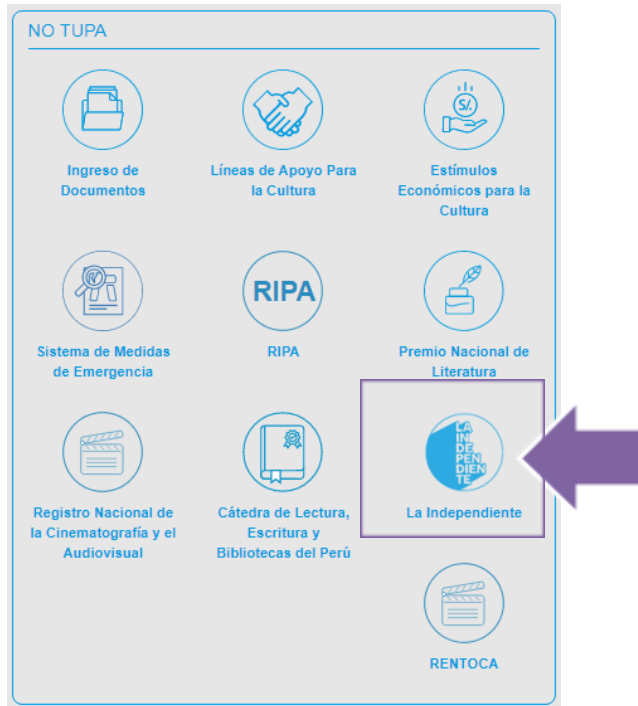 NO TUPA
Ingreso de
Documentos
Líneas de Apoyo Para
la Cultura
S/.
Estímulos
Económicos para la
Cultura
Sistema de Medidas
de Emergencia
RIPA
RIPA
Premio Nacional de
Literatura
Registro Nacional de
la Cinematografía y el
Audiovisual
Cátedra de Lectura,
Escritura y
Bibliotecas del Perú
LA
IN
DE
PEN
DIEN
TE
La Independiente
RENTOCA